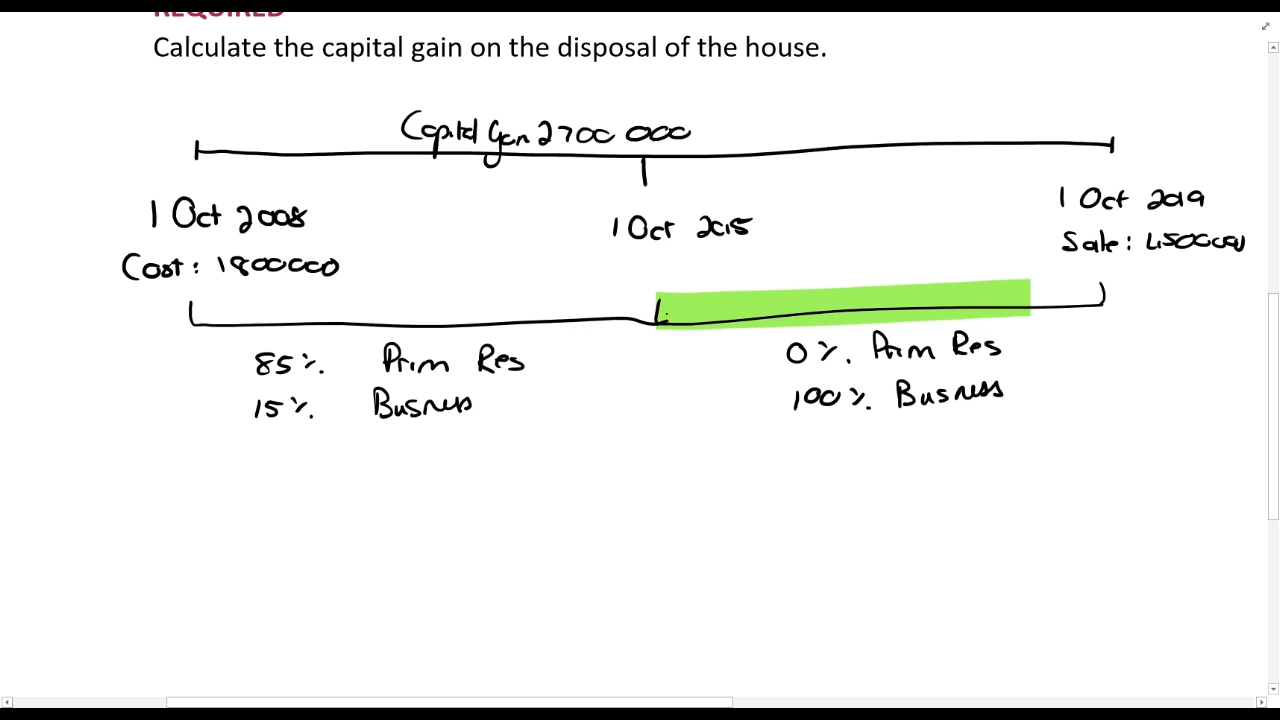 REQUIRED
Calculate the capital gain on the disposal of the house.
Capital Gain 2700 000
1 Oct 2008
1 Oct 2015
1 Oct 2019
Cost: 1800000
Sale: 4500000
85%. Prim Res
0%. Prim Res
15%. Business
100%. Business